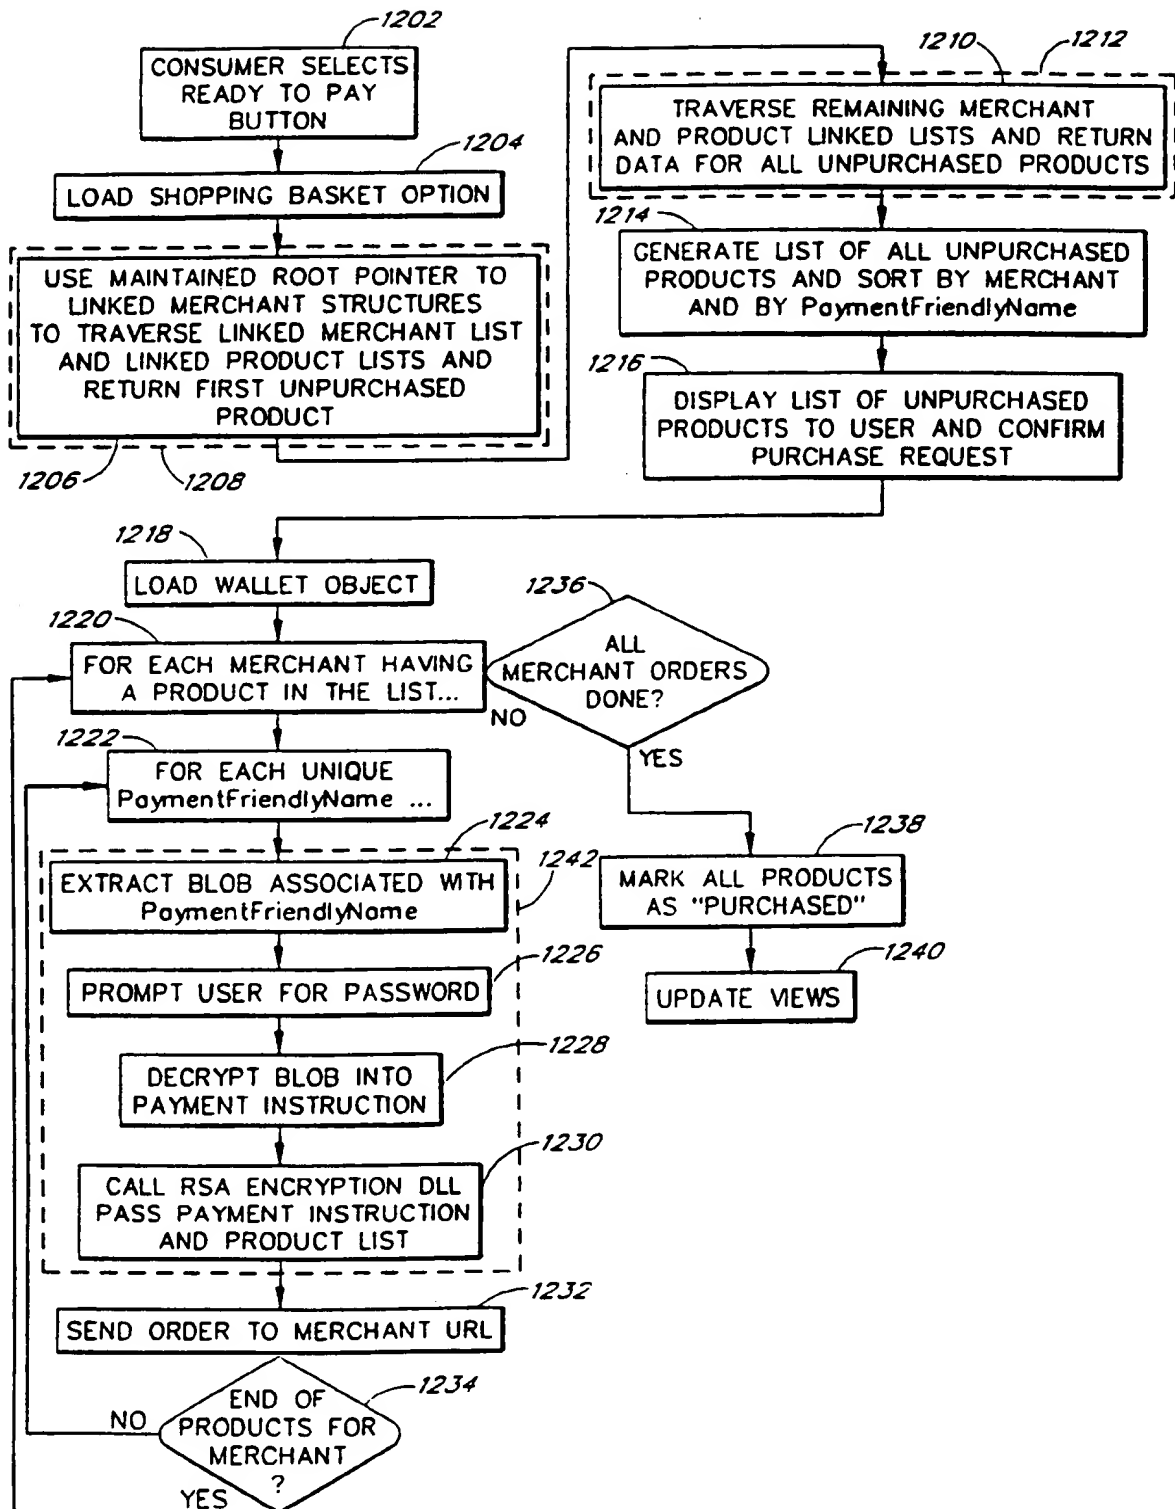 1202
CONSUMER SELECTS
READY TO PAY
BUTTON
1204
LOAD SHOPPING BASKET OPTION
USE MAINTAINED ROOT POINTER TO
LINKED MERCHANT STRUCTURES
TO TRAVERSE LINKED MERCHANT LIST
AND LINKED PRODUCT LISTS AND
RETURN FIRST UNPURCHASED
PRODUCT
1206
1208
1210
1212
TRAVERSE REMAINING MERCHANT
AND PRODUCT LINKED LISTS AND RETURN
DATA FOR ALL UNPURCHASED PRODUCTS
1214
GENERATE LIST OF ALL UNPURCHASED
PRODUCTS AND SORT BY MERCHANT
AND BY PaymentFriendlyName
1216
DISPLAY LIST OF UNPURCHASED
PRODUCTS TO USER AND CONFIRM
PURCHASE REQUEST
1218
LOAD WALLET OBJECT
1220
FOR EACH MERCHANT HAVING
A PRODUCT IN THE LIST...
1236
ALL
MERCHANT ORDERS
DONE?
NO
YES
1222
FOR EACH UNIQUE
PaymentFriendlyName ...
1224
1242
EXTRACT BLOB ASSOCIATED WITH
PaymentFriendlyName
1238
MARK ALL PRODUCTS
AS "PURCHASED"
1226
PROMPT USER FOR PASSWORD
1240
UPDATE VIEWS
1228
DECRYPT BLOB INTO
PAYMENT INSTRUCTION
1230
CALL RSA ENCRYPTION DLL
PASS PAYMENT INSTRUCTION
AND PRODUCT LIST
1232
SEND ORDER TO MERCHANT URL
1234
END OF
PRODUCTS FOR
MERCHANT
?
NO
YES